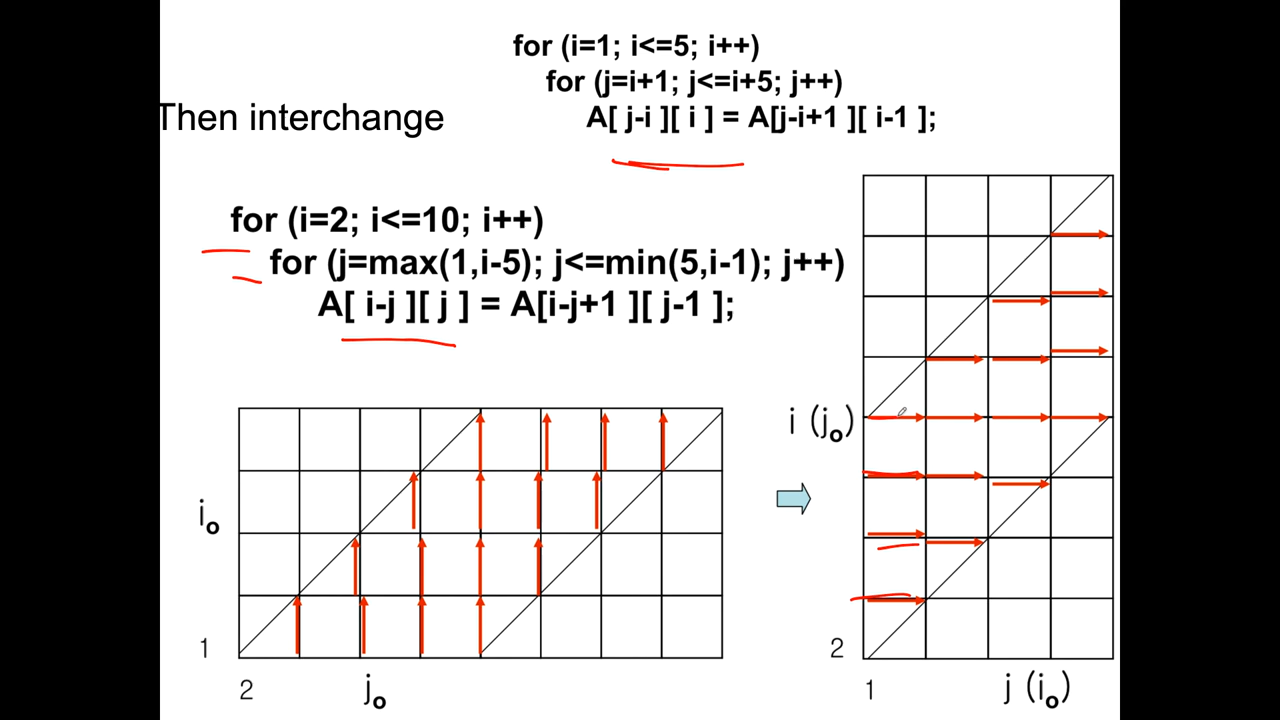 for (i=1; i<=5; i++)
for (j=i+1; j<=i+5; j++)
Then interchange
A[ j-i ][ i ] = A[j-i+1 ][ i-1 ];
for (i=2; i<=10; i++)
for (j=max(1,i-5); j<=min(5,i-1); j++)
A[ i-j ][ j ] = A[i-j+1 ][ j-1 ];
i (jo)
io
1
2
jo
2
1
j (io)